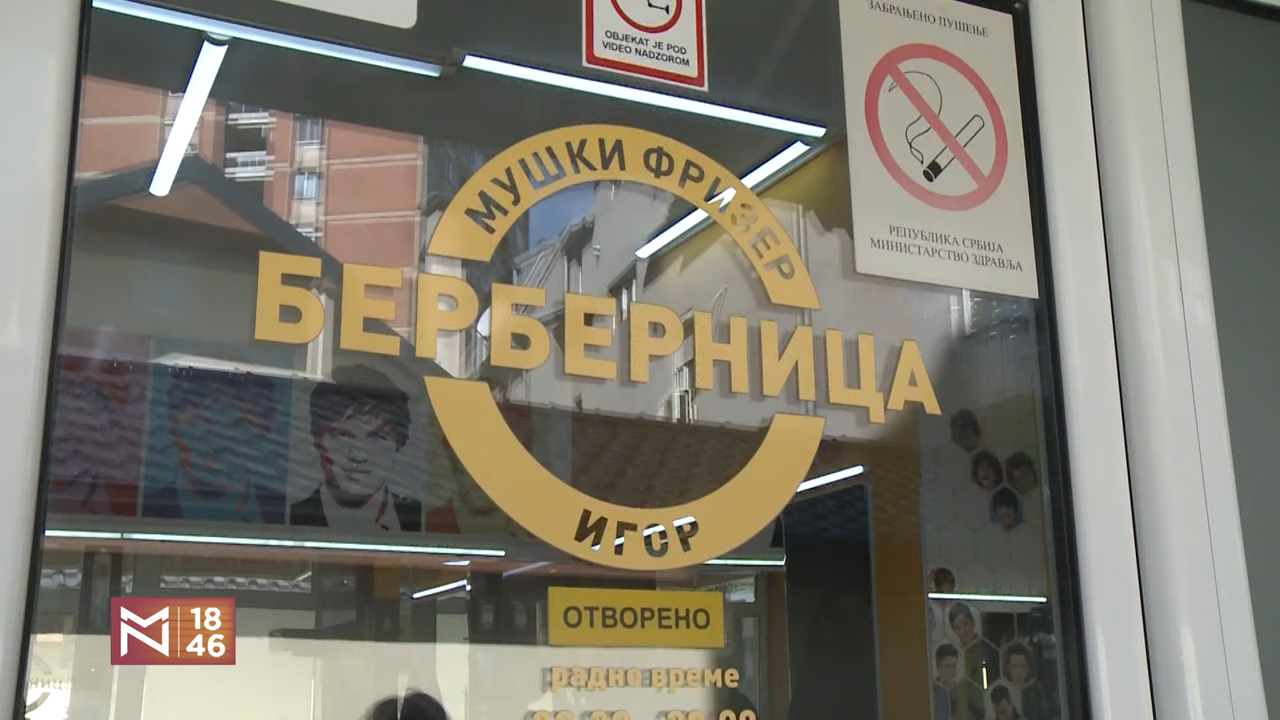 ЗАБРАЊЕНО ПУШЕЊЕ
OBJEKAT JE POD
VIDEO NADZOROM
МУШКИ ФРИЗЕР
РЕПУБЛИКА СРБИЈА
МИНИСТАРСТВО ЗДРАВЉА
БЕРБЕРНИЦА
ИГОР
ОТВОРЕНО
радно време
18
46